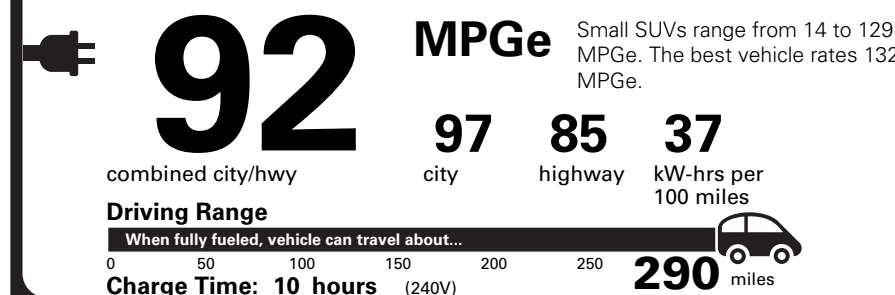 92
MPGe
Small SUVs range from 14 to 129
MPGe. The best vehicle rates 132
MPGe.
combined city/hwy
97
city
85
highway
37
kW-hrs per
100 miles
Driving Range
When fully fueled, vehicle can travel about...
0 50 100 150 200 250 290 miles
Charge Time: 10 hours (240V)